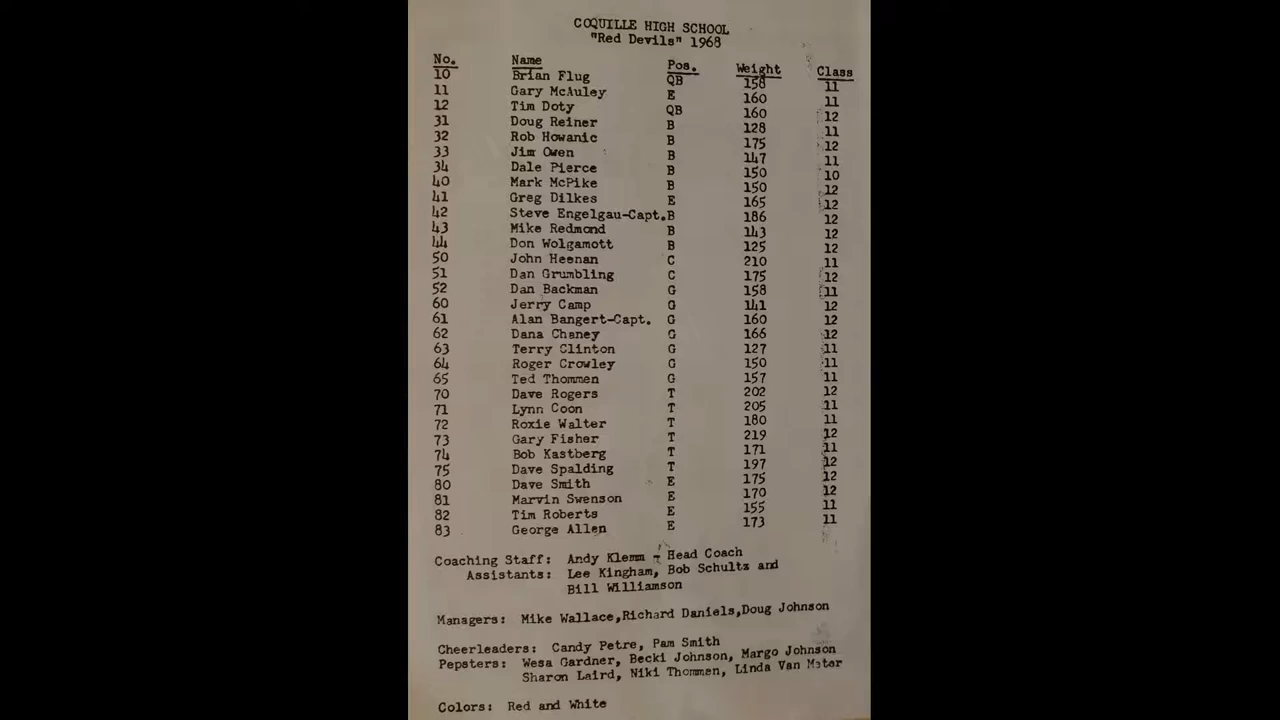 COQUILLE HIGH SCHOOL
"Red Devils" 1968
No. Name Pos. Weight Class
10 Brian Flug QB 158 11
11 Gary McAuley E 160 11
12 Tim Doty QB 160 12
31 Doug Reiner B 128 11
32 Rob Howanic B 175 12
33 Jim Owen B 147 11
34 Dale Pierce B 150 10
40 Mark McPike B 150 12
41 Greg Dilkes E 165 12
42 Steve Engelgau-Capt. B 186 12
43 Mike Redmond B 143 12
44 Don Wolgamott B 125 12
50 John Heenan C 210 11
51 Dan Grumbling C 175 12
52 Dan Backman G 158 11
60 Jerry Camp G 141 12
61 Alan Bangert-Capt. G 160 12
62 Dana Chaney G 166 12
63 Terry Clinton G 127 11
64 Roger Crowley G 150 11
65 Ted Thommen G 157 11
70 Dave Rogers T 202 12
71 Lynn Coon T 205 11
72 Roxie Walter T 180 11
73 Gary Fisher T 219 12
74 Bob Kastberg T 171 11
75 Dave Spalding T 197 12
80 Dave Smith E 175 12
81 Marvin Swenson E 170 12
82 Tim Roberts E 155 11
83 George Allen E 173 11
Coaching Staff: Andy Klemm - Head Coach
Assistants: Lee Kingham, Bob Schultz and
Bill Williamson
Managers: Mike Wallace,Richard Daniels,Doug Johnson
Cheerleaders: Candy Petre, Pam Smith
Pepsters: Wesa Gardner, Becki Johnson, Margo Johnson
Sharon Laird, Niki Thommen, Linda Van Matar
Colors: Red and White